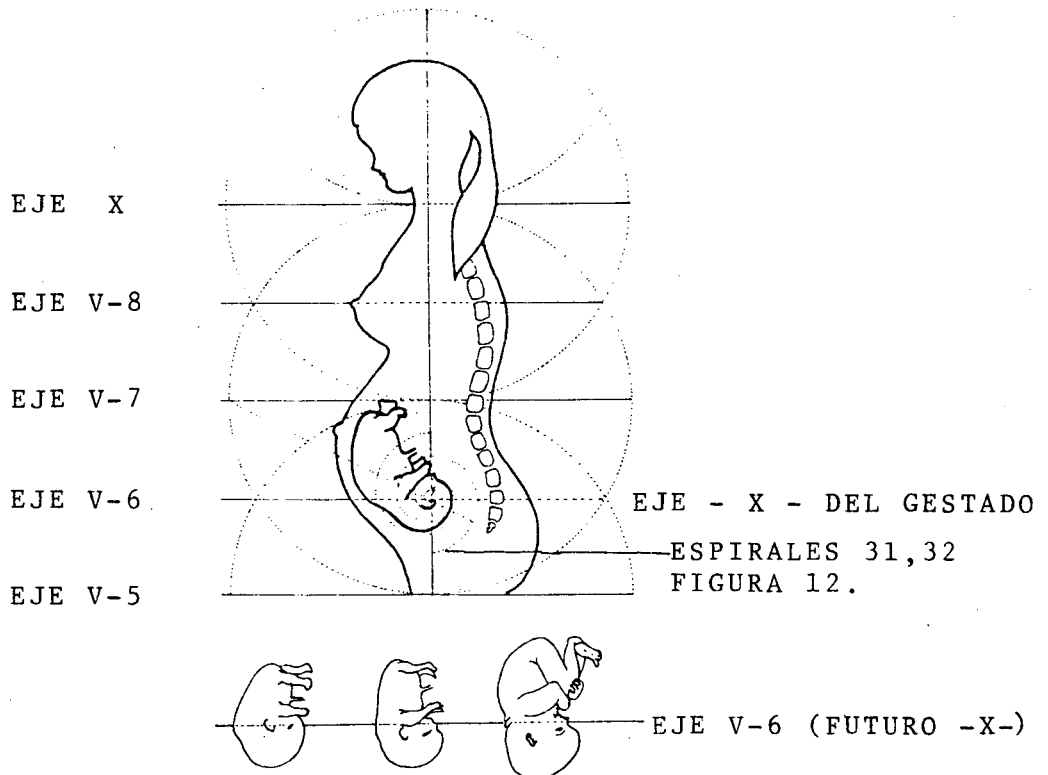 EJE X
EJE V-8
EJE V-7
EJE V-6
EJE - X - DEL GESTADO
ESPIRALES 31,32
FIGURA 12.
EJE V-5
EJE V-6 (FUTURO -X-)